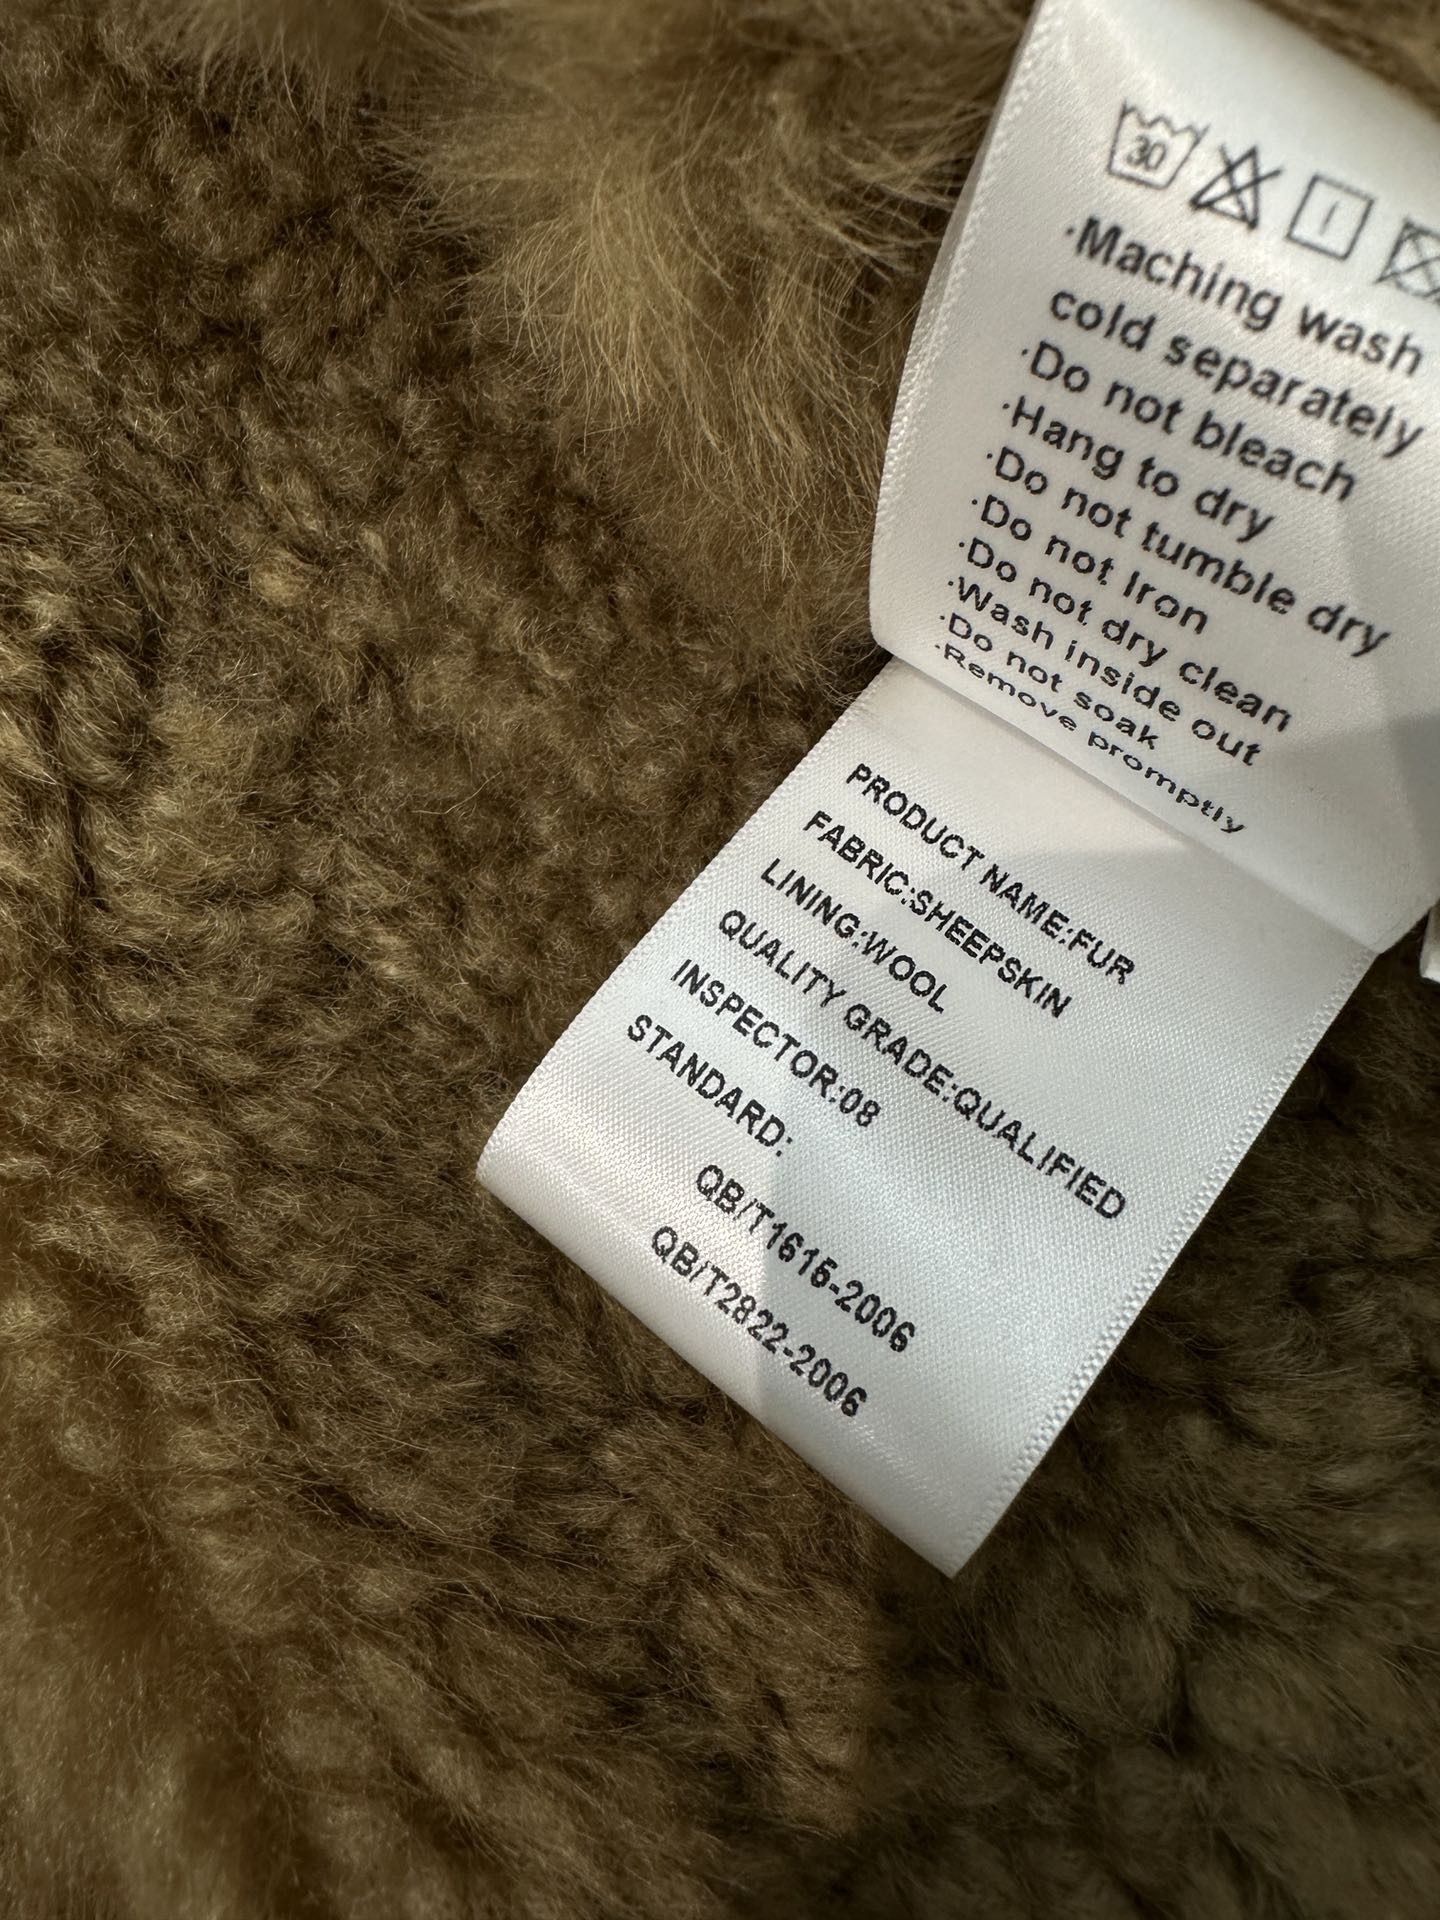 30
·Maching wash
cold separately
·Do not bleach
·Hang to dry
·Do not tumble dry
·Do not Iron
·Do not dry clean
·Wash inside out
·Do not soak
·Remove promptly
PRODUCT NAME:FUR
FABRIC:SHEEPSKIN
LINING:WOOL
QUALITY GRADE:QUALIFIED
INSPECTOR:08
STANDARD:
QB/T1615-2006
QB/T2822-2006